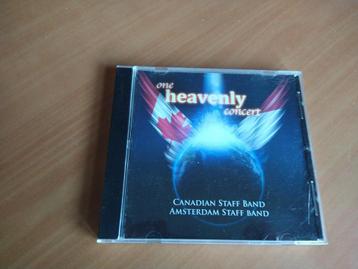 one
heavenly
concert
CANADIAN STAFF BAND
AMSTERDAM STAFF BAND